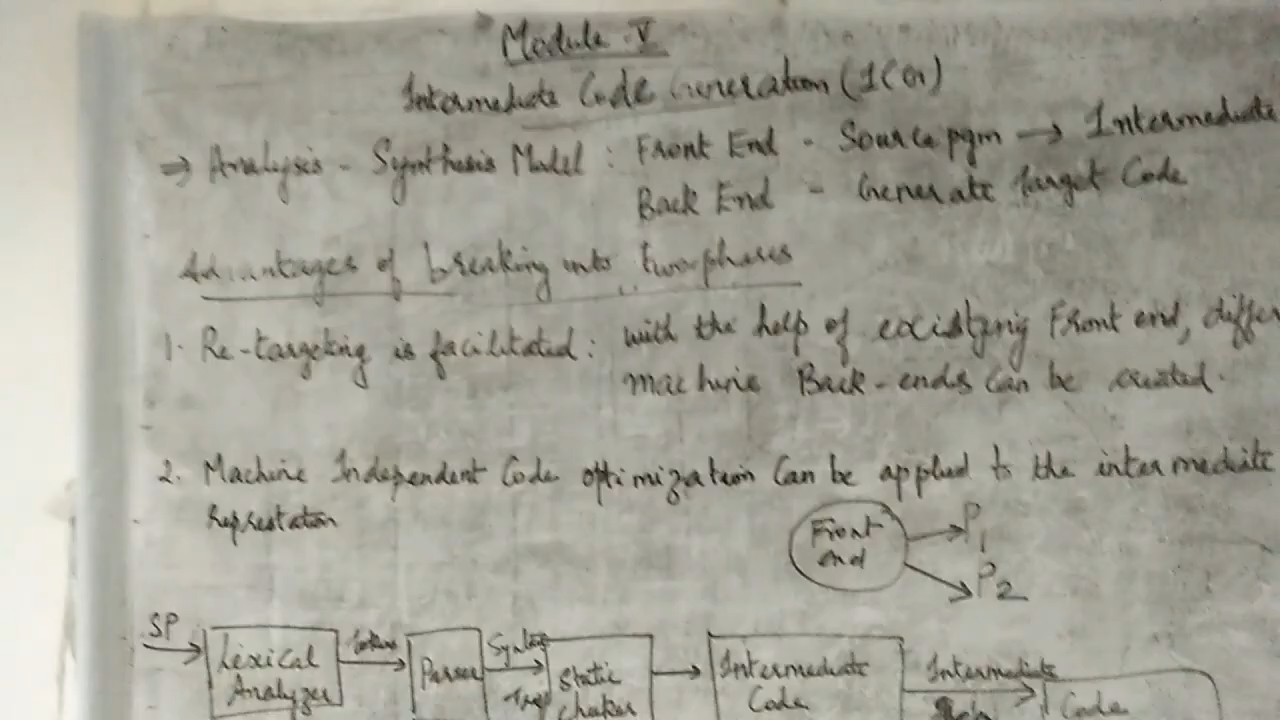 Module V
Intermediate Code Generation (ICG)
⇒ Analysis - Synthesis Model : Front End - Source pgm → Intermediate
Back End - Generate target Code
Advantages of breaking into two phases
1. Re-targeting is facilitated : with the help of existing Front end, differ
machine Back-ends can be created.
2. Machine Independent Code optimization Can be applied to the intermediate
represtation
Front end → P1
→ P2
SP → Lexical Analyzer → tokens → Parser → Syntax Tree → Static cheker → Intermediate Code → Intermediate → Code